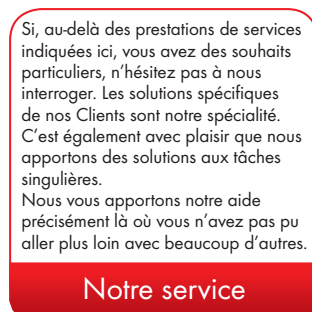 Si, au-delà des prestations de services
indiquées ici, vous avez des souhaits
particuliers, n’hésitez pas à nous
interroger. Les solutions spécifiques
de nos Clients sont notre spécialité.
C’est également avec plaisir que nous
apportons des solutions aux tâches
singulières.
Nous vous apportons notre aide
précisément là où vous n’avez pas pu
aller plus loin avec beaucoup d’autres.
Notre service